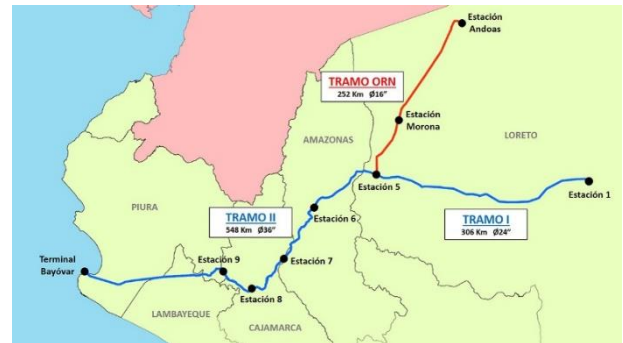 Estación
Andoas
TRAMO ORN
252 Km Ø16"
Estación
Morona
AMAZONAS
LORETO
Estación 5
Estación 1
PIURA
TRAMO II
548 Km Ø36"
Estación 6
TRAMO I
306 Km Ø24"
Terminal
Bayóvar
Estación 9
Estación 7
Estación 8
LAMBAYEQUE
CAJAMARCA